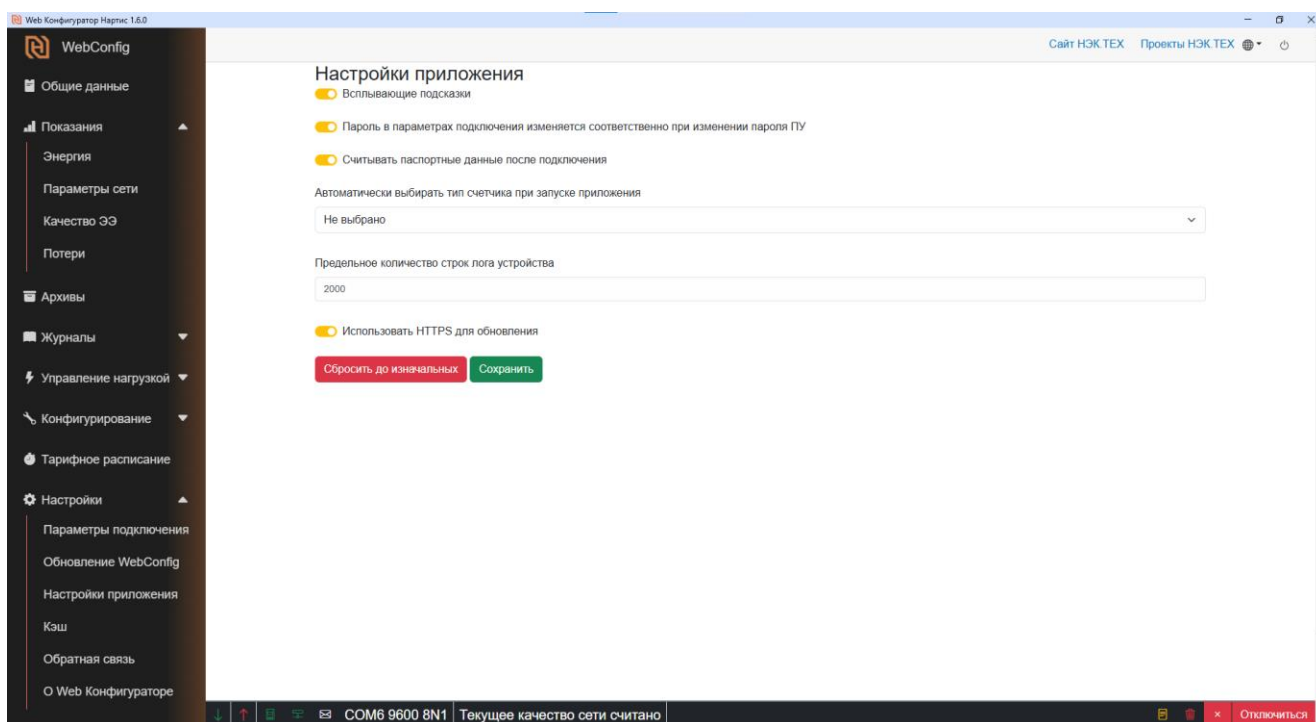 Web Конфигуратор Нартис 1.6.0
WebConfig
Сайт НЭК.ТЕХ Проекты НЭК.ТЕХ
Общие данные
Показания
Энергия
Параметры сети
Качество ЭЭ
Потери
Архивы
Журналы
Управление нагрузкой
Конфигурирование
Тарифное расписание
Настройки
Параметры подключения
Обновление WebConfig
Настройки приложения
Кэш
Обратная связь
О Web Конфигураторе
Настройки приложения
Всплывающие подсказки
Пароль в параметрах подключения изменяется соответственно при изменении пароля ПУ
Считывать паспортные данные после подключения
Автоматически выбирать тип счетчика при запуске приложения
Не выбрано
Предельное количество строк лога устройства
2000
Использовать HTTPS для обновления
Сбросить до изначальных Сохранить
COM6 9600 8N1 Текущее качество сети считано Отключиться